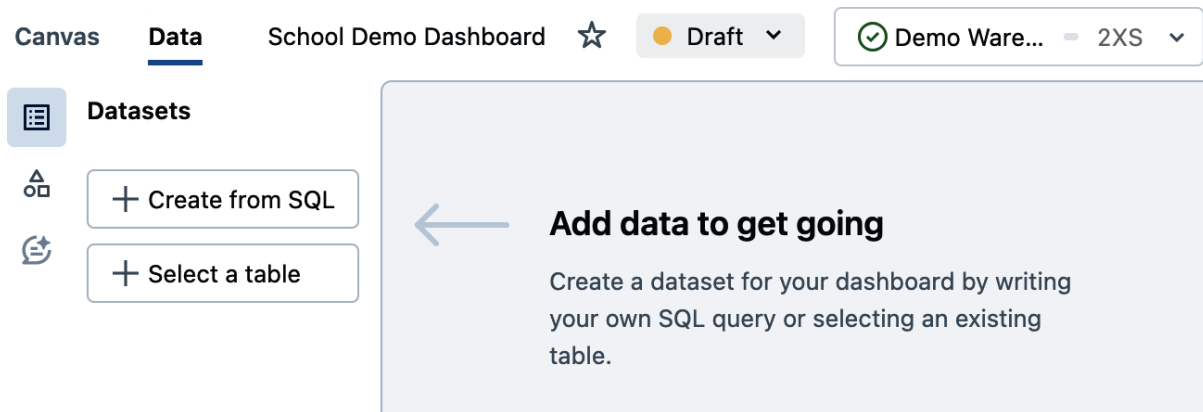 Canvas Data School Demo Dashboard Draft Demo Ware... 2XS
Datasets
Create from SQL
Select a table
Add data to get going
Create a dataset for your dashboard by writing
your own SQL query or selecting an existing
table.